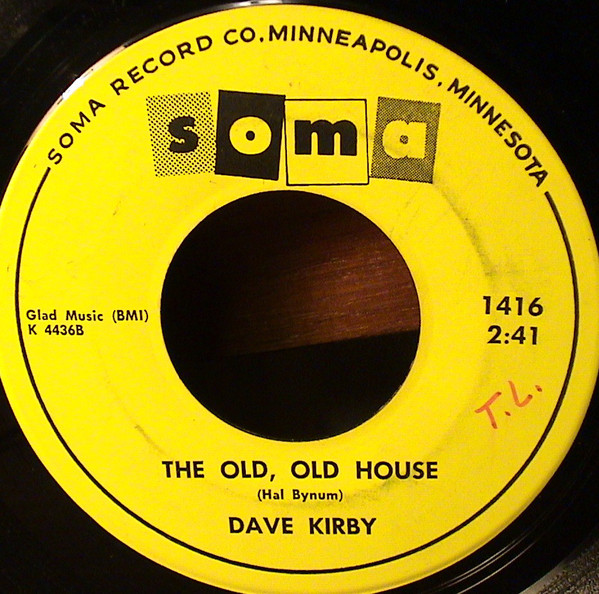 SOMA RECORD CO., MINNEAPOLIS, MINNESOTA
soma
Glad Music (BMI)
K 4436B
1416
2:41
T.L.
THE OLD, OLD HOUSE
(Hal Bynum)
DAVE KIRBY